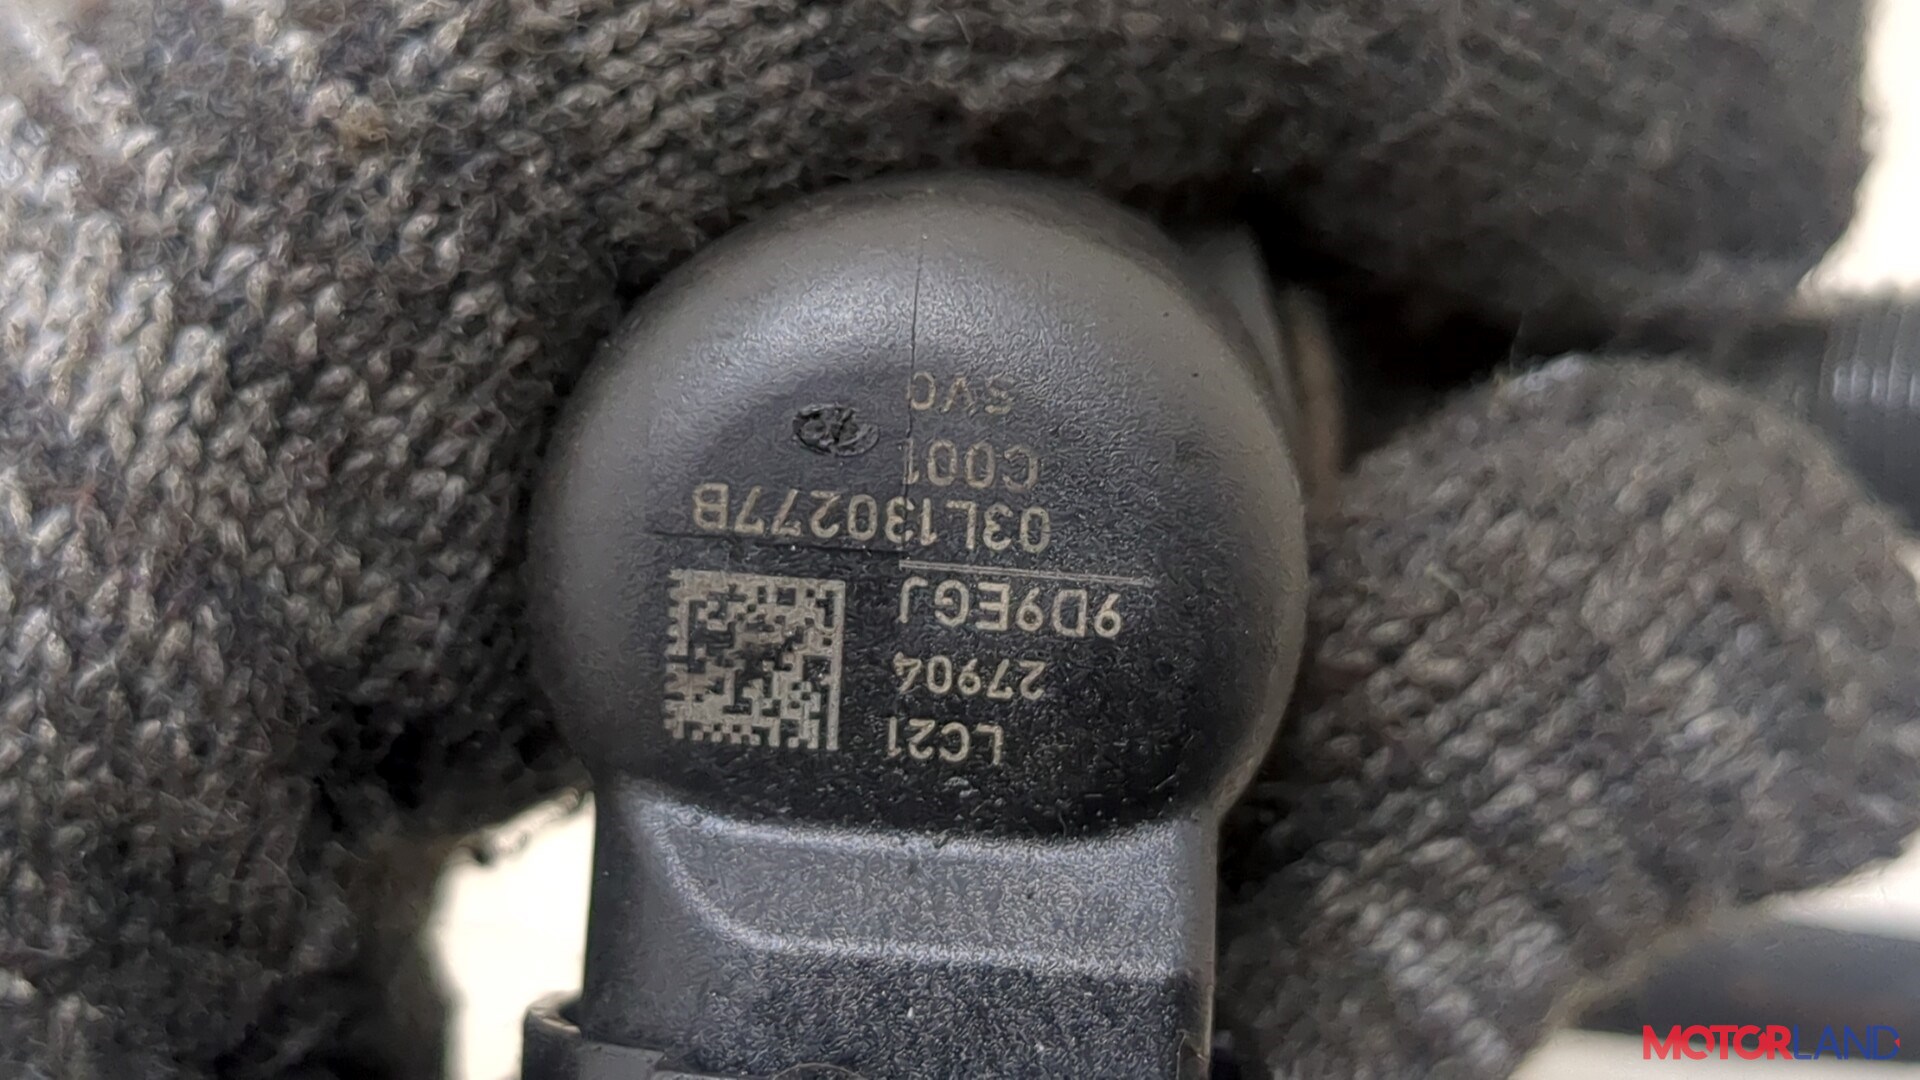 LC21
27904
9D9EGJ
03L130277B
C001
SVC
MOTORLAND